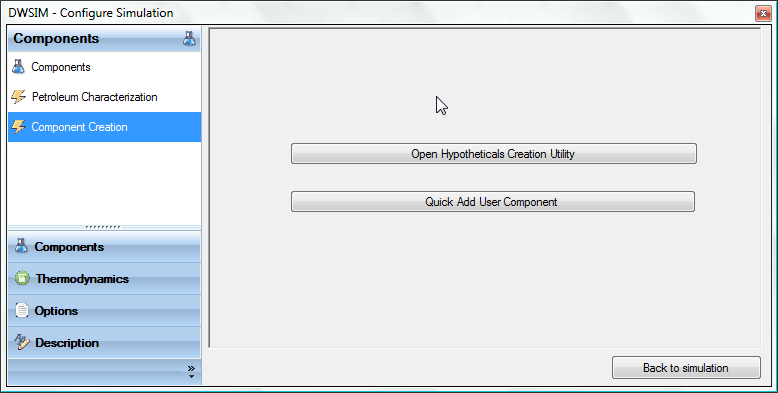 DWSIM - Configure Simulation
Components
Components
Petroleum Characterization
Component Creation
Open Hypotheticals Creation Utility
Quick Add User Component
Components
Thermodynamics
Options
Description
Back to simulation